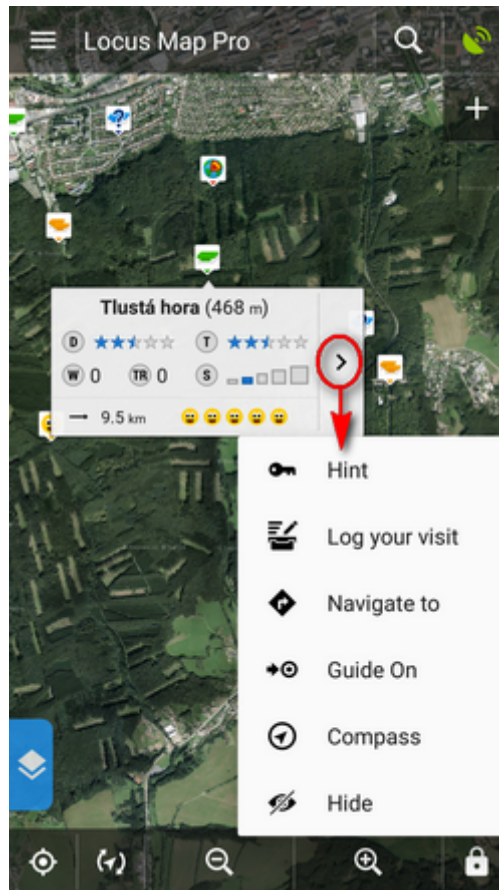 Locus Map Pro
Tlustá hora (468 m)
D T
W 0 TR 0 S
9.5 km
Hint
Log your visit
Navigate to
Guide On
Compass
Hide